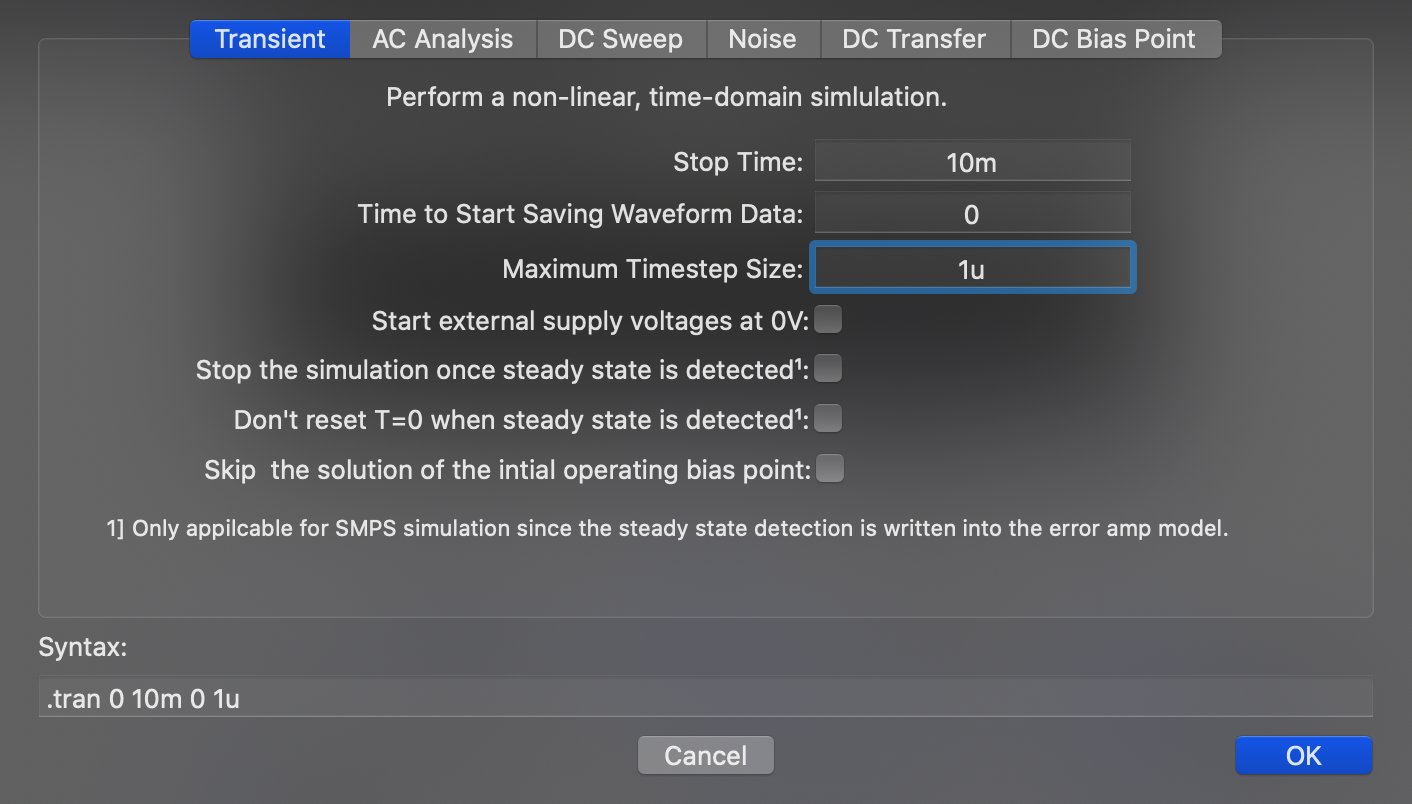 Transient AC Analysis DC Sweep Noise DC Transfer DC Bias Point
Perform a non-linear, time-domain simlulation.
Stop Time: 10m
Time to Start Saving Waveform Data: 0
Maximum Timestep Size: 1u
Start external supply voltages at 0V:
Stop the simulation once steady state is detected¹:
Don't reset T=0 when steady state is detected¹:
Skip  the solution of the intial operating bias point:
1] Only appilcable for SMPS simulation since the steady state detection is written into the error amp model.
Syntax:
.tran 0 10m 0 1u
Cancel OK